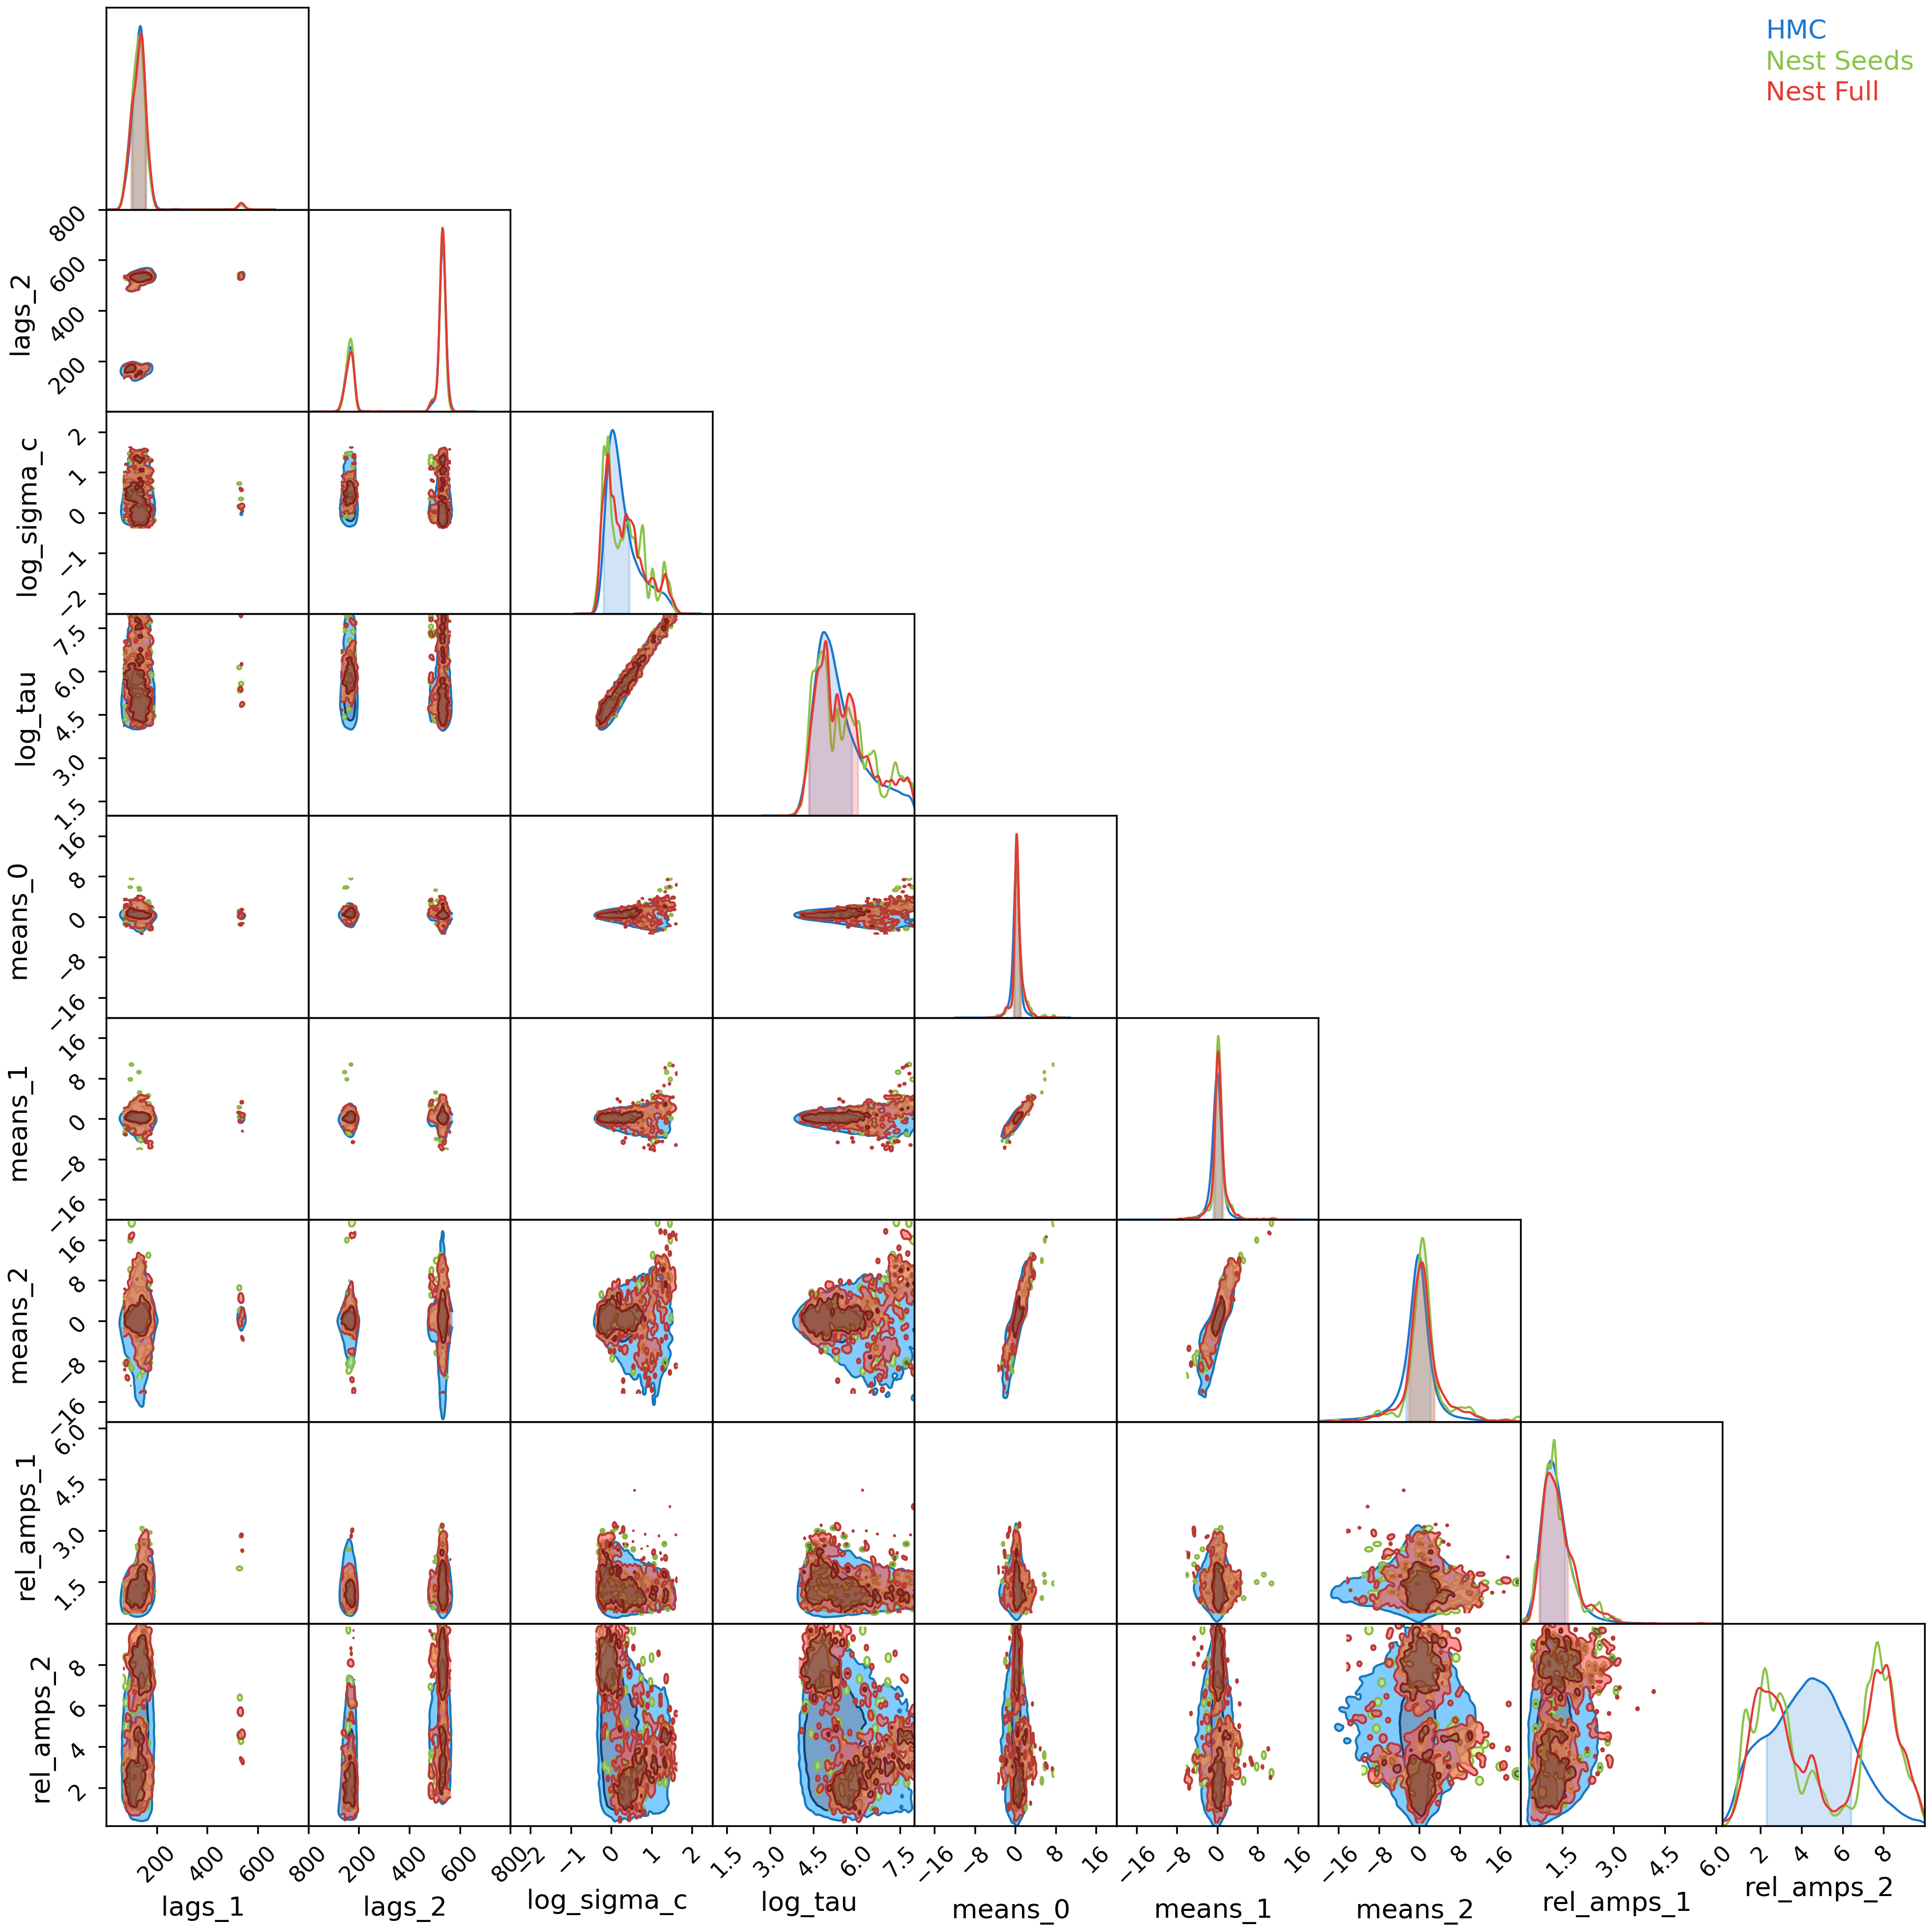 HMC
Nest Seeds
Nest Full
800
600
400
200
lags_2
2
1
0
−1
−2
log_sigma_c
7.5
6.0
4.5
3.0
1.5
log_tau
16
8
0
−8
−16
means_0
16
8
0
−8
−16
means_1
16
8
0
−8
−16
means_2
6.0
4.5
3.0
1.5
rel_amps_1
8
6
4
2
rel_amps_2
200 400 600 800
200 400 600 800
−2 −1 0 1 2
1.5 3.0 4.5 6.0 7.5
−16 −8 0 8 16
−16 −8 0 8 16
−16 −8 0 8 16
1.5 3.0 4.5 6.0
2 4 6 8
lags_1 lags_2 log_sigma_c log_tau means_0 means_1 means_2 rel_amps_1 rel_amps_2